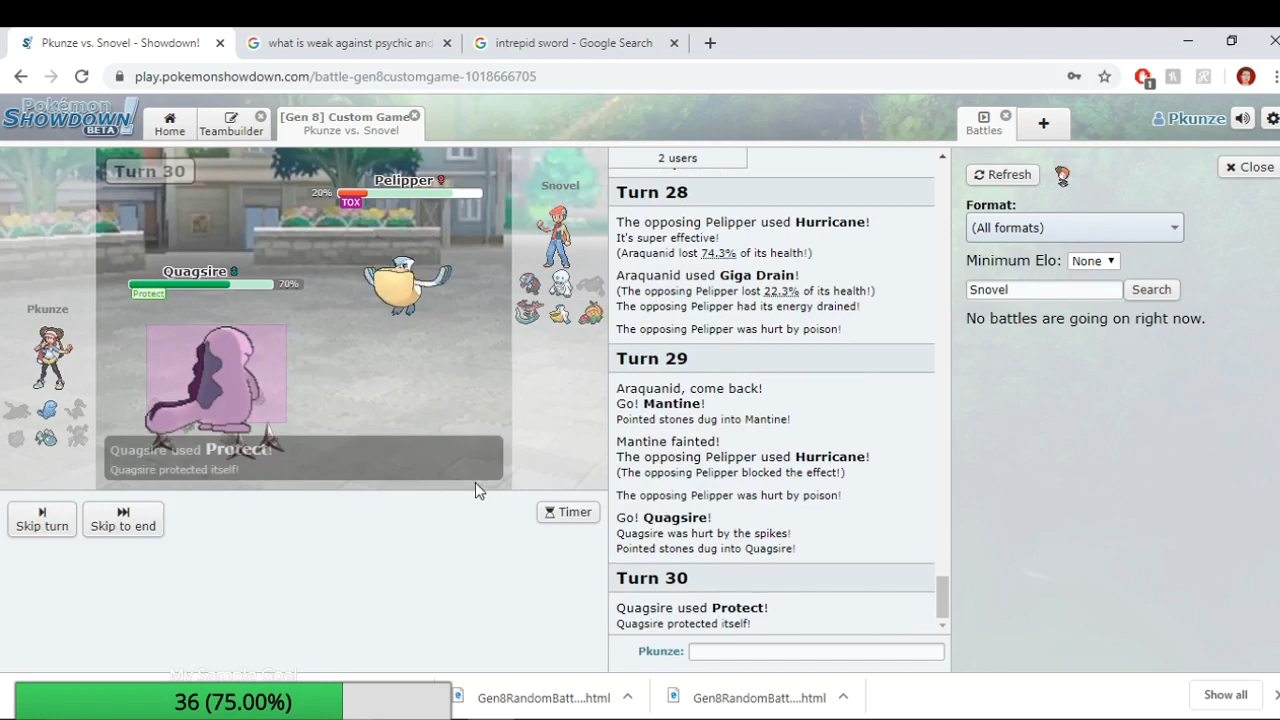 Pkunze vs. Snovel - Showdown!
what is weak against psychic and
intrepid sword - Google Search
play.pokemonshowdown.com/battle-gen8customgame-1018666705
1
Pokémon
SHOWDOWN!
BETA
Home
Teambuilder
[Gen 8] Custom Game
Pkunze vs. Snovel
Battles
Pkunze
Turn 30
Pelipper
20%
TOX
Snovel
Quagsire
70%
Protect
Pkunze
Quagsire used Protect!
Quagsire protected itself!
Skip turn
Skip to end
Timer
2 users
Turn 28
The opposing Pelipper used Hurricane!
It's super effective!
(Araquanid lost 74.3% of its health!)
Araquanid used Giga Drain!
(The opposing Pelipper lost 22.3% of its health!)
The opposing Pelipper had its energy drained!
The opposing Pelipper was hurt by poison!
Turn 29
Araquanid, come back!
Go! Mantine!
Pointed stones dug into Mantine!
Mantine fainted!
The opposing Pelipper used Hurricane!
(The opposing Pelipper blocked the effect!)
The opposing Pelipper was hurt by poison!
Go! Quagsire!
Quagsire was hurt by the spikes!
Pointed stones dug into Quagsire!
Turn 30
Quagsire used Protect!
Quagsire protected itself!
Pkunze:
Refresh
Close
Format:
(All formats)
Minimum Elo: None
Snovel
Search
No battles are going on right now.
My Sample Goal
36 (75.00%)
Gen8RandomBatt....html
Gen8RandomBatt....html
Show all